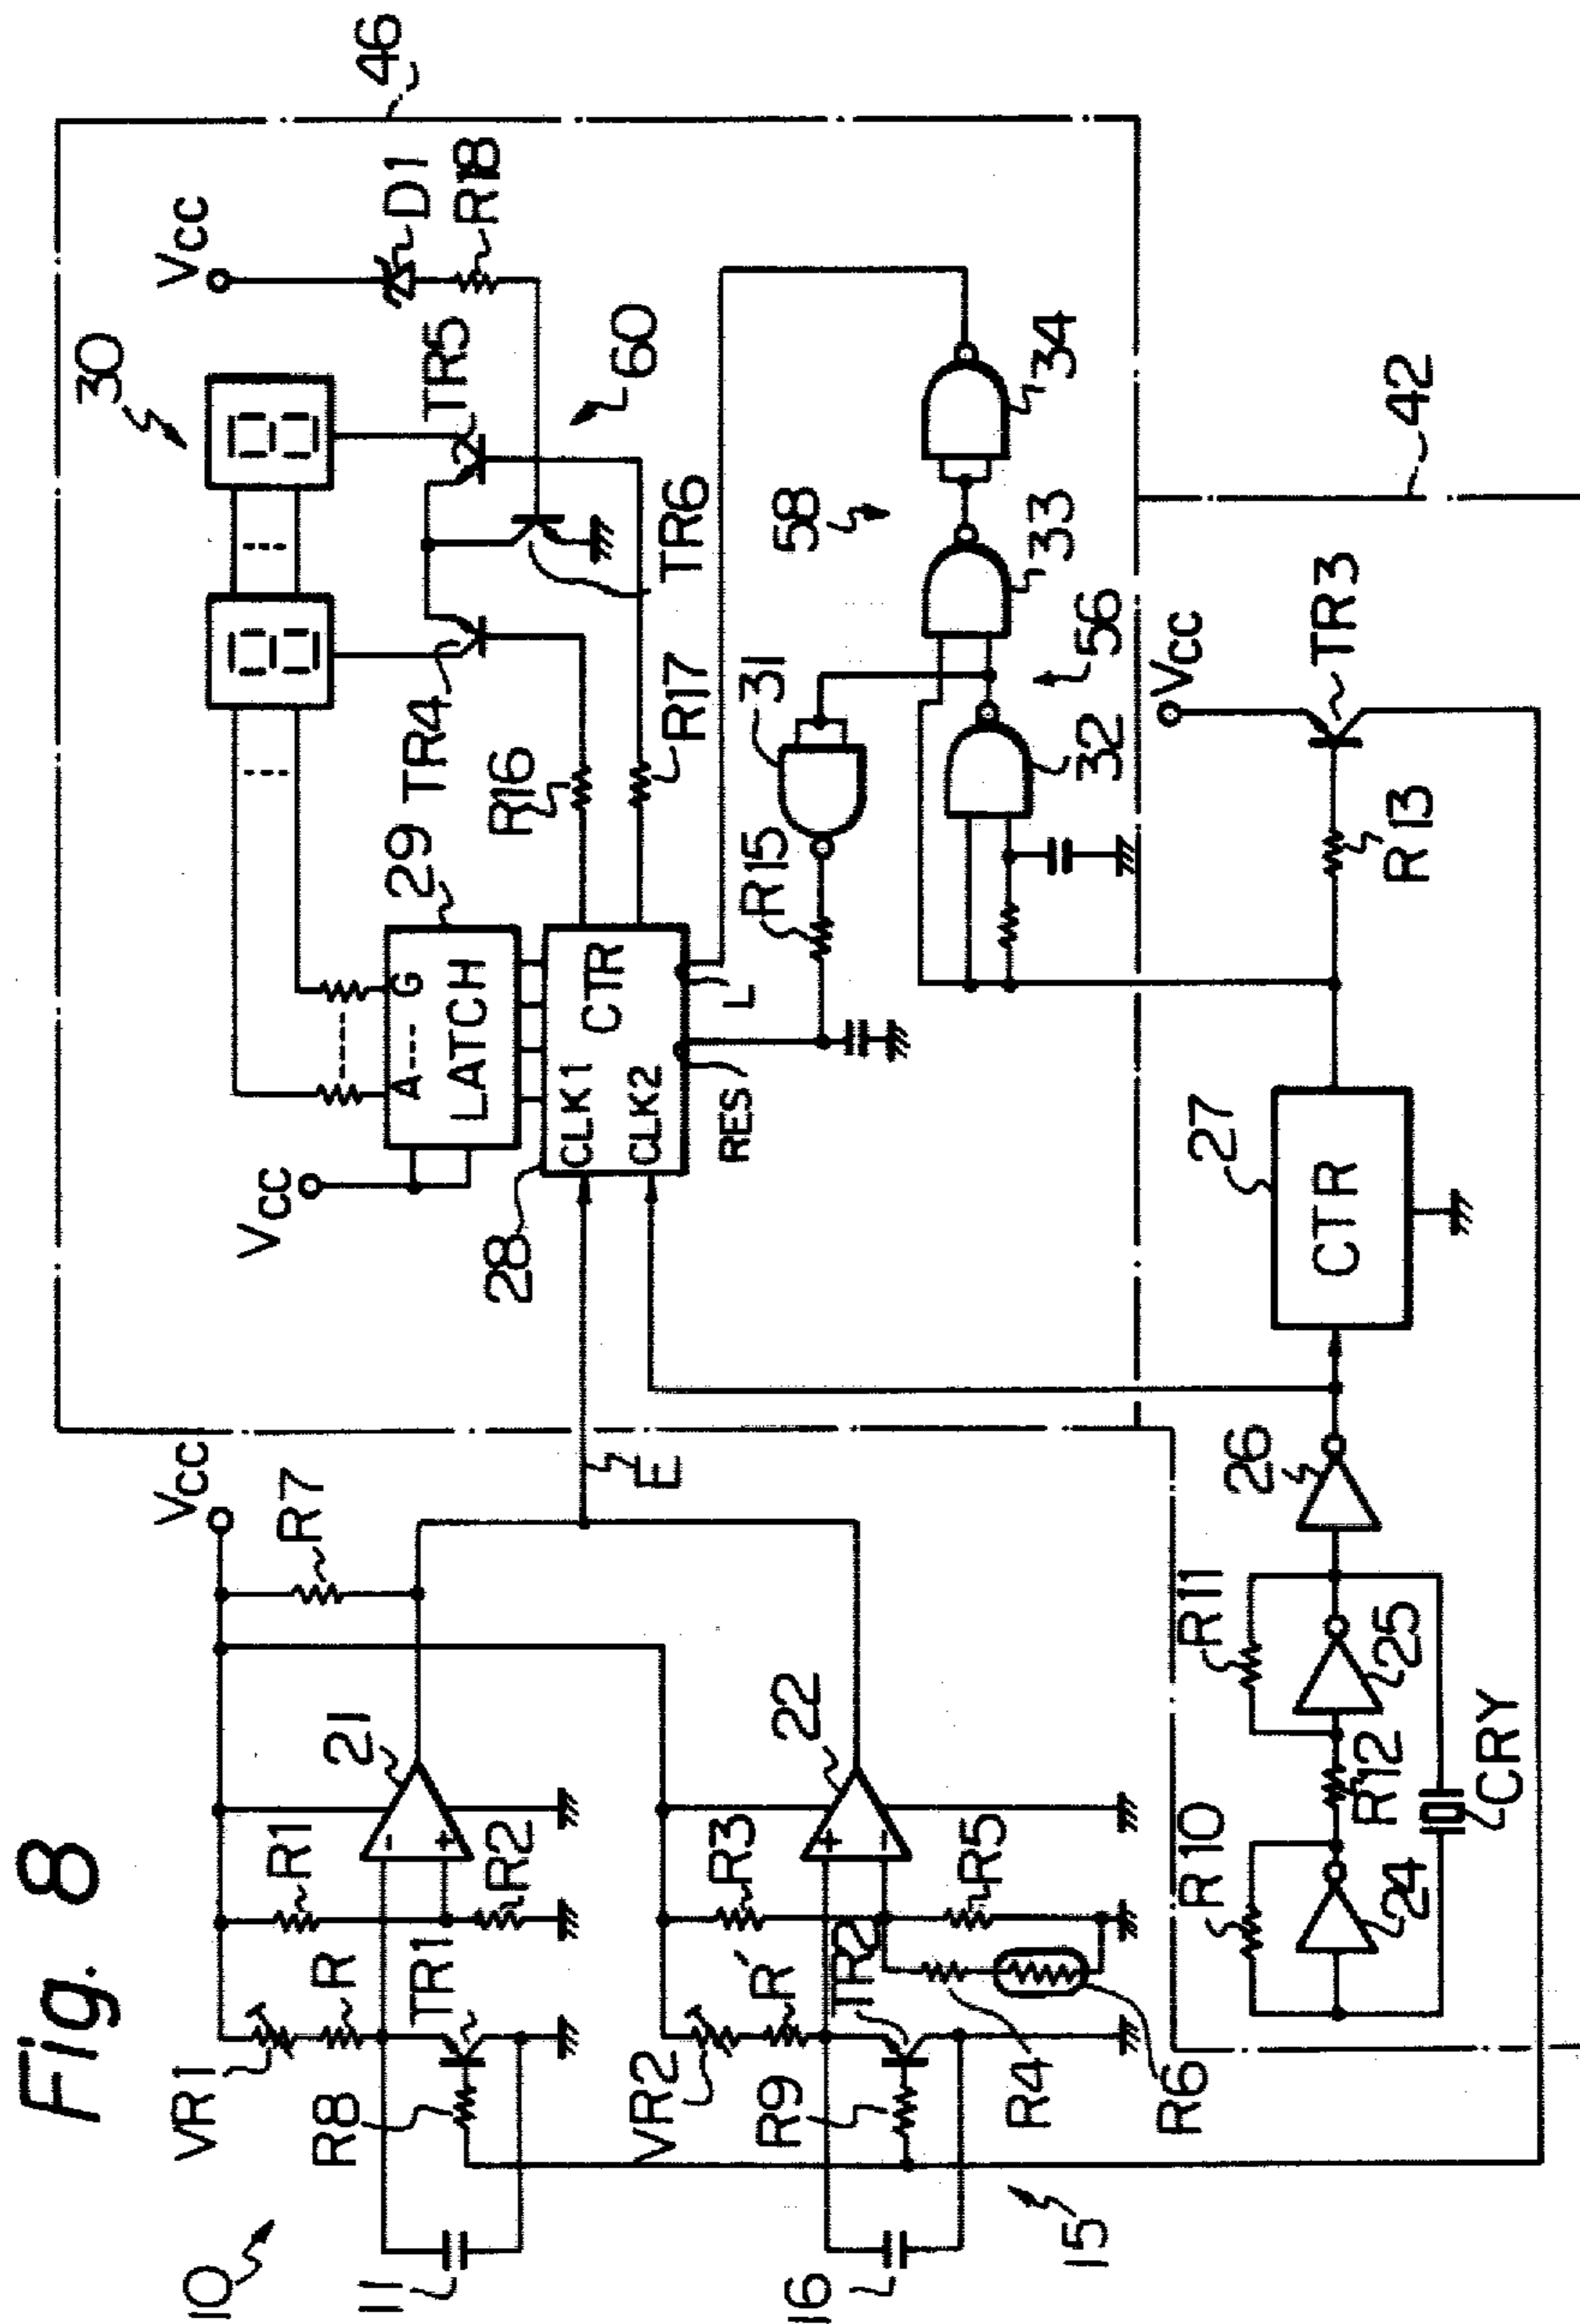 Fig. 8
10
11
16
15
VR1
R
R8
TR1
R1
R2
21
-
+
VCC
R7
VR2
R'
R9
TR2
R3
R4
R5
R6
22
+
-
E
R10
24
R12
R11
25
CRY
26
27
CTR
42
R13
TR3
VCC
46
VCC
28
CLK1
CLK2
CTR
RES
L
29
A---G
LATCH
30
TR4
TR5
R16
R17
TR6
60
VCC
D1
R18
R15
31
32
56
33
58
34